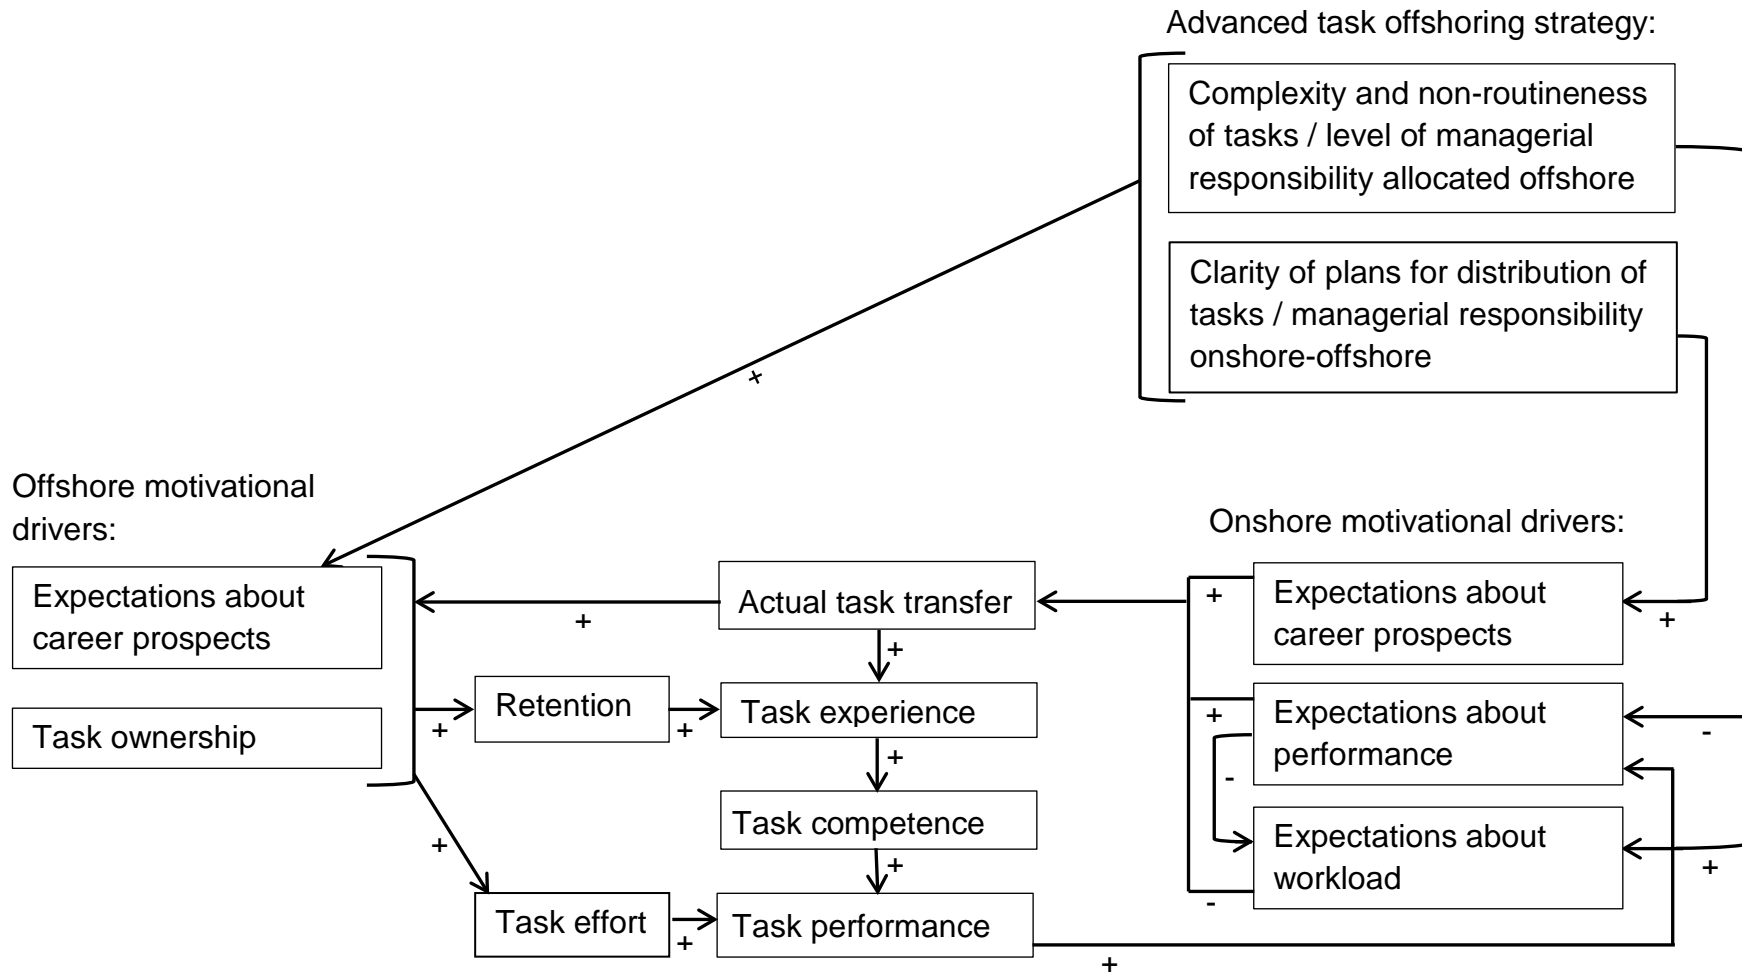 Advanced task offshoring strategy:
Complexity and non-routineness
of tasks / level of managerial
responsibility allocated offshore
Clarity of plans for distribution of
tasks / managerial responsibility
onshore-offshore
+
Offshore motivational
drivers:
Expectations about
career prospects
Task ownership
Onshore motivational drivers:
Expectations about
career prospects
+
+
Actual task transfer
+
+
Retention
+
+
Task experience
+
Expectations about
performance
+
-
-
Task competence
+
Expectations about
workload
+
-
+
Task effort
+
Task performance
+